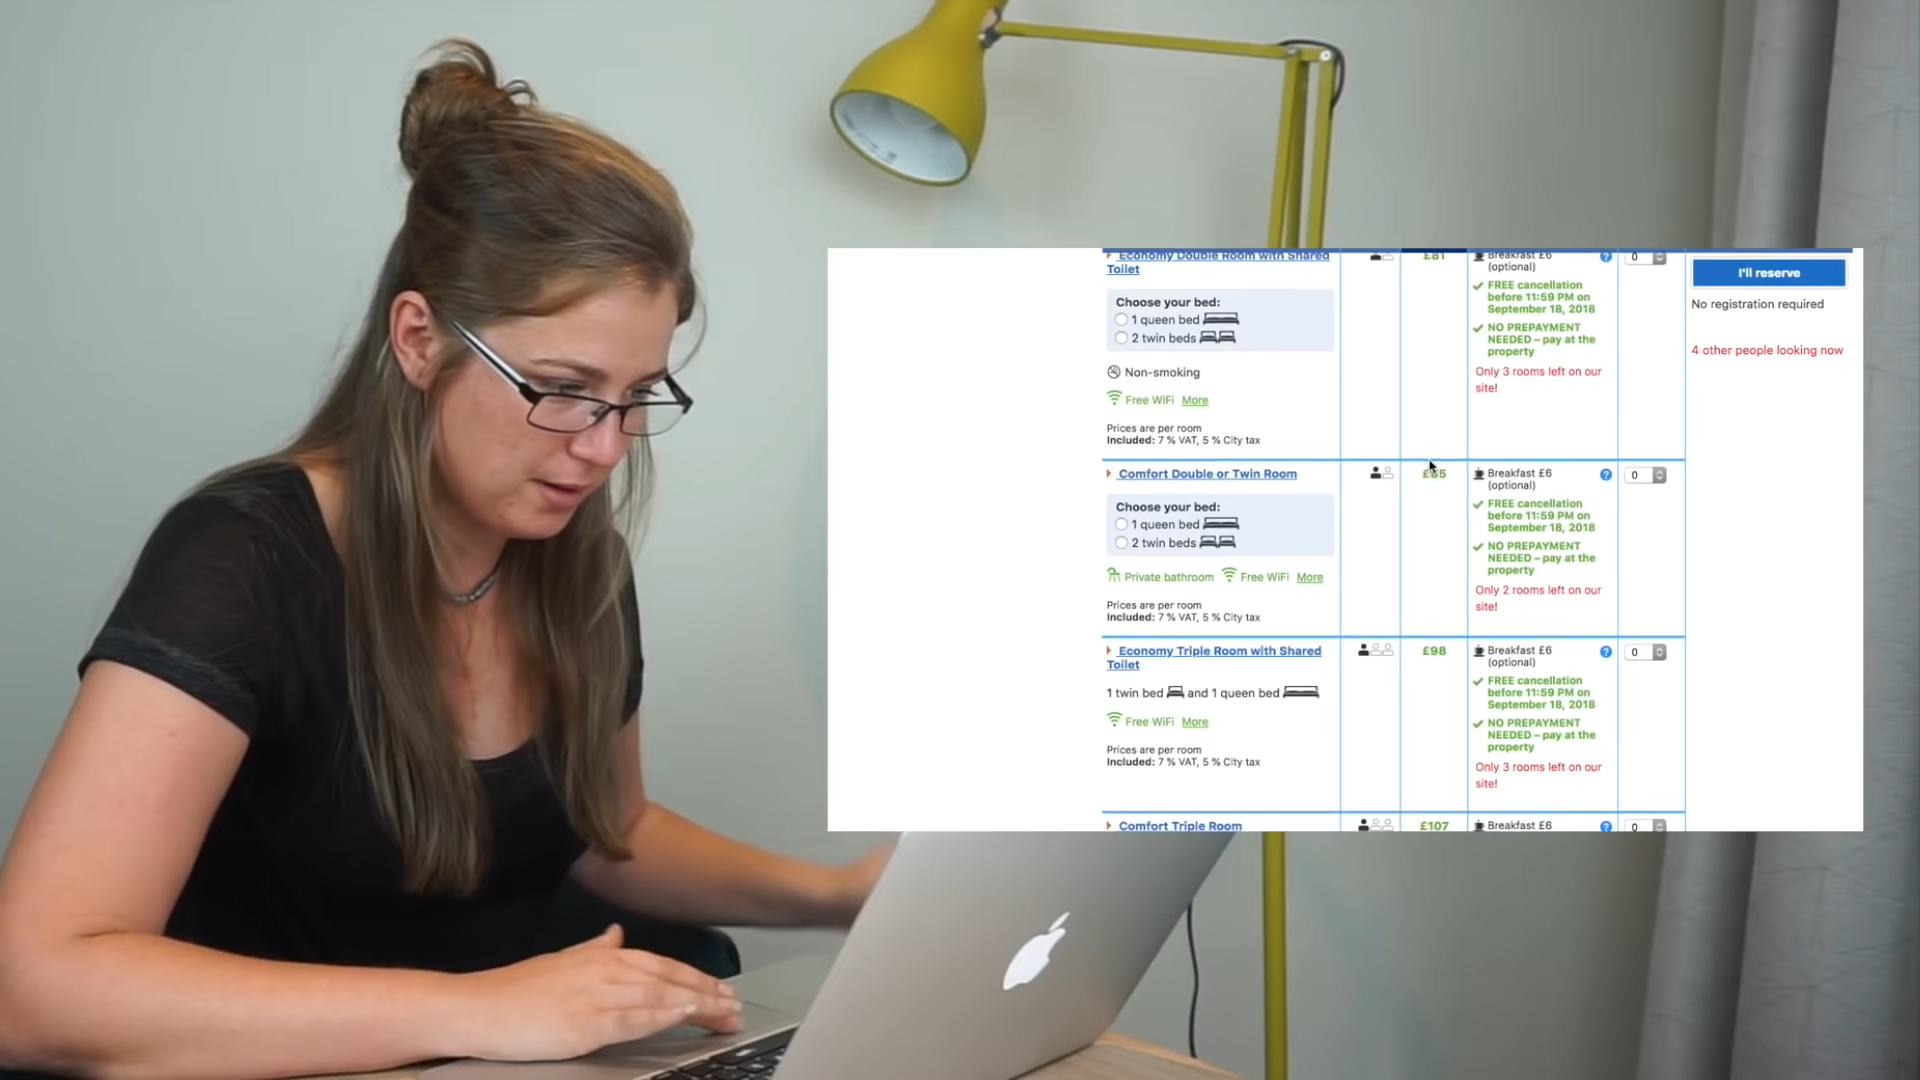 Economy Double Room with Shared
Toilet
Choose your bed:
1 queen bed
2 twin beds
Non-smoking
Free WiFi More
Prices are per room
Included: 7 % VAT, 5 % City tax
£81
Breakfast £6
(optional)
FREE cancellation
before 11:59 PM on
September 18, 2018
NO PREPAYMENT
NEEDED – pay at the
property
Only 3 rooms left on our
site!
0
I'll reserve
No registration required
4 other people looking now
Comfort Double or Twin Room
Choose your bed:
1 queen bed
2 twin beds
Private bathroom Free WiFi More
Prices are per room
Included: 7 % VAT, 5 % City tax
Breakfast £6
(optional)
FREE cancellation
before 11:59 PM on
September 18, 2018
NO PREPAYMENT
NEEDED – pay at the
property
Only 2 rooms left on our
site!
0
Economy Triple Room with Shared
Toilet
1 twin bed and 1 queen bed
Free WiFi More
Prices are per room
Included: 7 % VAT, 5 % City tax
£98
Breakfast £6
(optional)
FREE cancellation
before 11:59 PM on
September 18, 2018
NO PREPAYMENT
NEEDED – pay at the
property
Only 3 rooms left on our
site!
0
Comfort Triple Room
£107
Breakfast £6
0